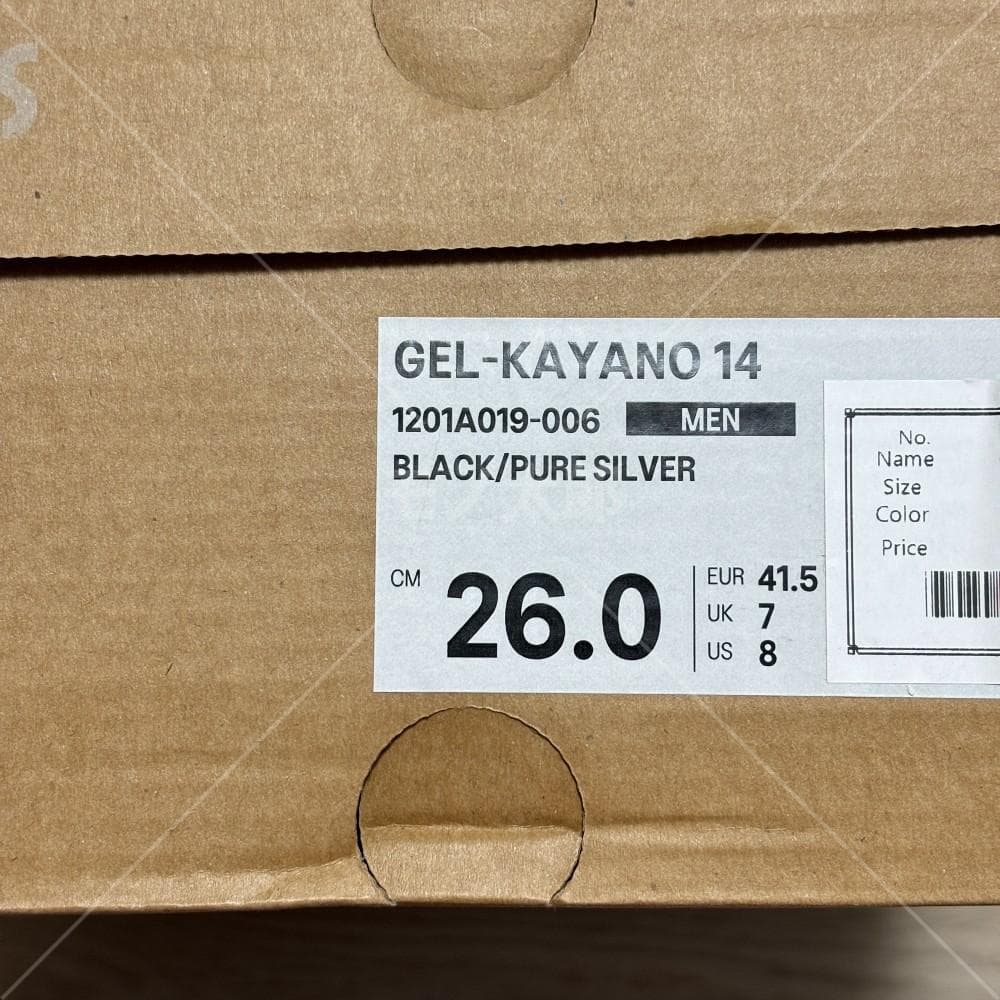 s
GEL-KAYANO 14
1201A019-006 MEN
BLACK/PURE SILVER
CM 26.0
EUR 41.5
UK 7
US 8
No.
Name
Size
Color
Price